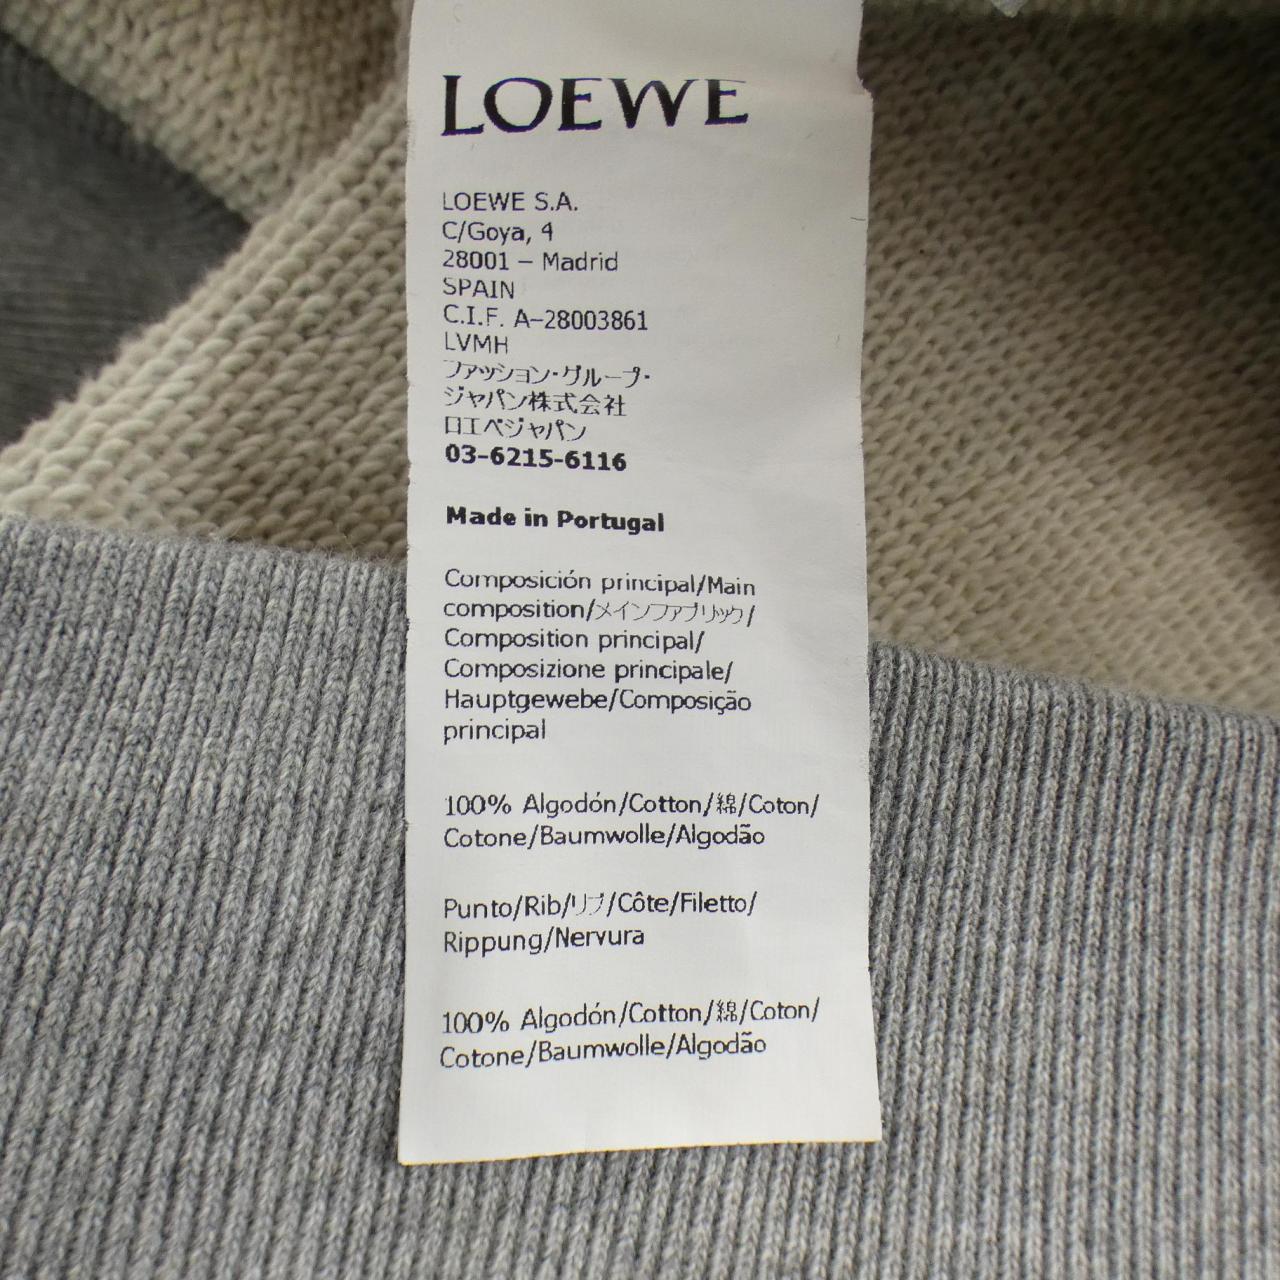 LOEWE
LOEWE S.A.
C/Goya, 4
28001 – Madrid
SPAIN
C.I.F. A–28003861
LVMH
ファッション・グループ・
ジャパン株式会社
ロエベジャパン
03-6215-6116
Made in Portugal
Composición principal/Main
composition/メインファブリック/
Composition principal/
Composizione principale/
Hauptgewebe/Composição
principal
100% Algodón/Cotton/綿/Coton/
Cotone/Baumwolle/Algodão
Punto/Rib/リブ/Côte/Filetto/
Rippung/Nervura
100% Algodón/Cotton/綿/Coton/
Cotone/Baumwolle/Algodão